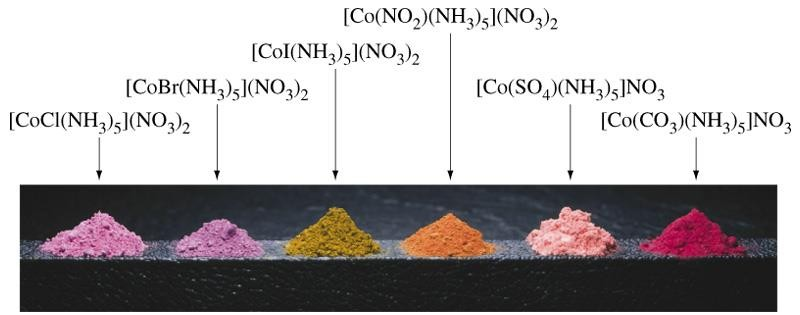 [Co(NO₂)(NH₃)₅](NO₃)₂
[CoI(NH₃)₅](NO₃)₂
[CoBr(NH₃)₅](NO₃)₂
[Co(SO₄)(NH₃)₅]NO₃
[CoCl(NH₃)₅](NO₃)₂
[Co(CO₃)(NH₃)₅]NO₃